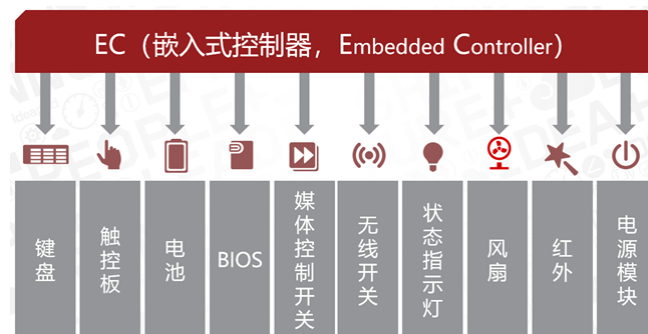 EC（嵌入式控制器，Embedded Controller）
键盘
触控板
电池
BIOS
媒体控制开关
无线开关
状态指示灯
风扇
红外
电源模块